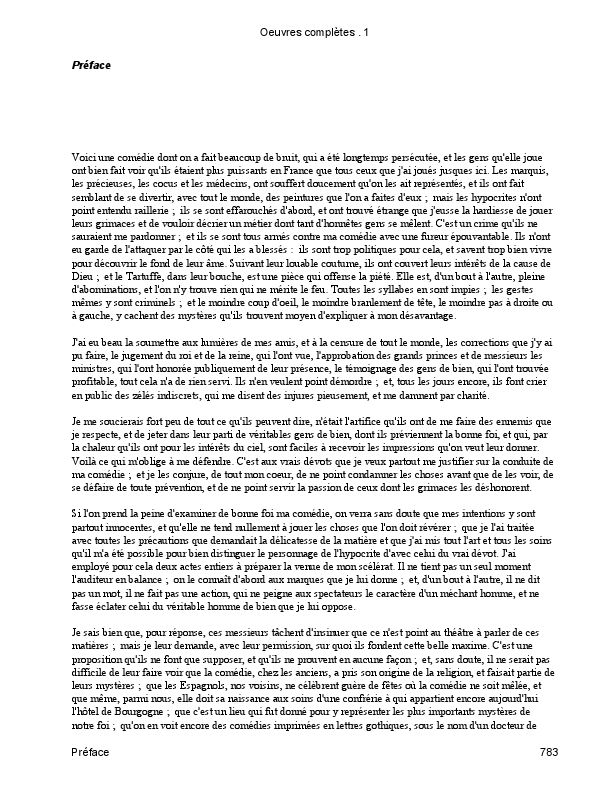 Oeuvres complètes . 1
Préface
Voici une comédie dont on a fait beaucoup de bruit, qui a été longtemps persécutée, et les gens qu'elle joue
ont bien fait voir qu'ils étaient plus puissants en France que tous ceux que j'ai joués jusques ici. Les marquis,
les précieuses, les cocus et les médecins, ont souffert doucement qu'on les ait représentés, et ils ont fait
semblant de se divertir, avec tout le monde, des peintures que l'on a faites d'eux ; mais les hypocrites n'ont
point entendu raillerie ; ils se sont effarouchés d'abord, et ont trouvé étrange que j'eusse la hardiesse de jouer
leurs grimaces et de vouloir décrier un métier dont tant d'honnêtes gens se mêlent. C'est un crime qu'ils ne
sauraient me pardonner ; et ils se sont tous armés contre ma comédie avec une fureur épouvantable. Ils n'ont
eu garde de l'attaquer par le côté qui les a blessés : ils sont trop politiques pour cela, et savent trop bien vivre
pour découvrir le fond de leur âme. Suivant leur louable coutume, ils ont couvert leurs intérêts de la cause de
Dieu ; et le Tartuffe, dans leur bouche, est une pièce qui offense la piété. Elle est, d'un bout à l'autre, pleine
d'abominations, et l'on n'y trouve rien qui ne mérite le feu. Toutes les syllabes en sont impies ; les gestes
mêmes y sont criminels ; et le moindre coup d'oeil, le moindre branlement de tête, le moindre pas à droite ou
à gauche, y cachent des mystères qu'ils trouvent moyen d'expliquer à mon désavantage.
J'ai eu beau la soumettre aux lumières de mes amis, et à la censure de tout le monde, les corrections que j'y ai
pu faire, le jugement du roi et de la reine, qui l'ont vue, l'approbation des grands princes et de messieurs les
ministres, qui l'ont honorée publiquement de leur présence, le témoignage des gens de bien, qui l'ont trouvée
profitable, tout cela n'a de rien servi. Ils n'en veulent point démordre ; et, tous les jours encore, ils font crier
en public des zélés indiscrets, qui me disent des injures pieusement, et me damnent par charité.
Je me soucierais fort peu de tout ce qu'ils peuvent dire, n'était l'artifice qu'ils ont de me faire des ennemis que
je respecte, et de jeter dans leur parti de véritables gens de bien, dont ils préviennent la bonne foi, et qui, par
la chaleur qu'ils ont pour les intérêts du ciel, sont faciles à recevoir les impressions qu'on veut leur donner.
Voilà ce qui m'oblige à me défendre. C'est aux vrais dévots que je veux partout me justifier sur la conduite de
ma comédie ; et je les conjure, de tout mon coeur, de ne point condamner les choses avant que de les voir, de
se défaire de toute prévention, et de ne point servir la passion de ceux dont les grimaces les déshonorent.
Si l'on prend la peine d'examiner de bonne foi ma comédie, on verra sans doute que mes intentions y sont
partout innocentes, et qu'elle ne tend nullement à jouer les choses que l'on doit révérer ; que je l'ai traitée
avec toutes les précautions que demandait la délicatesse de la matière et que j'ai mis tout l'art et tous les soins
qu'il m'a été possible pour bien distinguer le personnage de l'hypocrite d'avec celui du vrai dévot. J'ai
employé pour cela deux actes entiers à préparer la venue de mon scélérat. Il ne tient pas un seul moment
l'auditeur en balance ; on le connaît d'abord aux marques que je lui donne ; et, d'un bout à l'autre, il ne dit
pas un mot, il ne fait pas une action, qui ne peigne aux spectateurs le caractère d'un méchant homme, et ne
fasse éclater celui du véritable homme de bien que je lui oppose.
Je sais bien que, pour réponse, ces messieurs tâchent d'insinuer que ce n'est point au théâtre à parler de ces
matières ; mais je leur demande, avec leur permission, sur quoi ils fondent cette belle maxime. C'est une
proposition qu'ils ne font que supposer, et qu'ils ne prouvent en aucune façon ; et, sans doute, il ne serait pas
difficile de leur faire voir que la comédie, chez les anciens, a pris son origine de la religion, et faisait partie de
leurs mystères ; que les Espagnols, nos voisins, ne célèbrent guère de fêtes où la comédie ne soit mêlée, et
que même, parmi nous, elle doit sa naissance aux soins d'une confrérie à qui appartient encore aujourd'hui
l'hôtel de Bourgogne ; que c'est un lieu qui fut donné pour y représenter les plus importants mystères de
notre foi ; qu'on en voit encore des comédies imprimées en lettres gothiques, sous le nom d'un docteur de
Préface 783